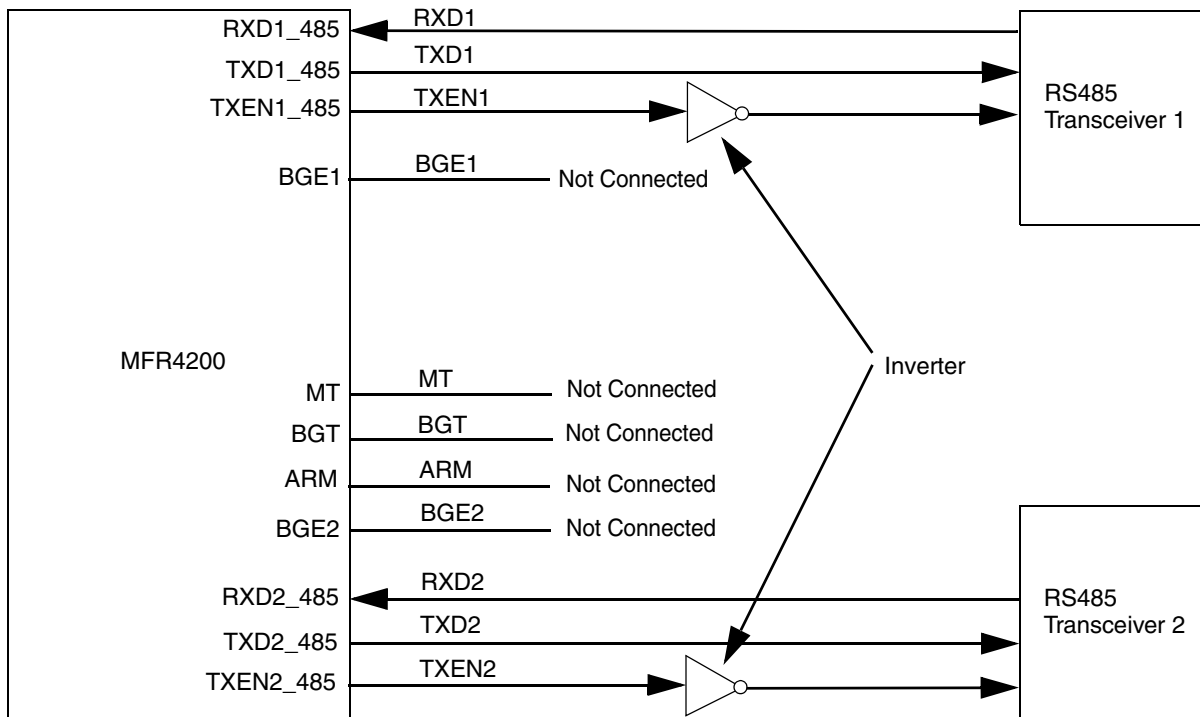 RXD1_485 RXD1
TXD1_485 TXD1
TXEN1_485 TXEN1
RS485
Transceiver 1
BGE1 BGE1 Not Connected
MFR4200
Inverter
MT MT Not Connected
BGT BGT Not Connected
ARM ARM Not Connected
BGE2 BGE2 Not Connected
RXD2_485 RXD2
TXD2_485 TXD2
TXEN2_485 TXEN2
RS485
Transceiver 2